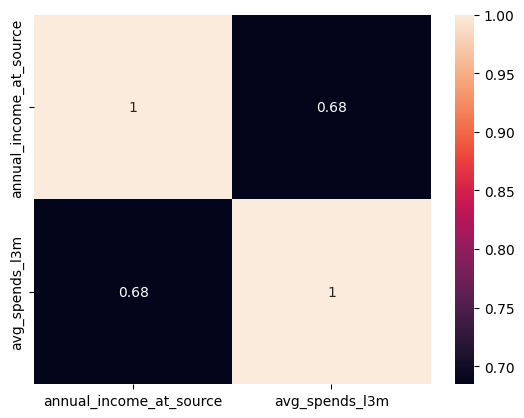 annual_income_at_source
avg_spends_l3m
1
0.68
0.68
1
annual_income_at_source
avg_spends_l3m
1.00
0.95
0.90
0.85
0.80
0.75
0.70